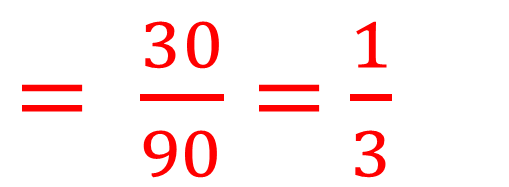 = 30/90 = 1/3